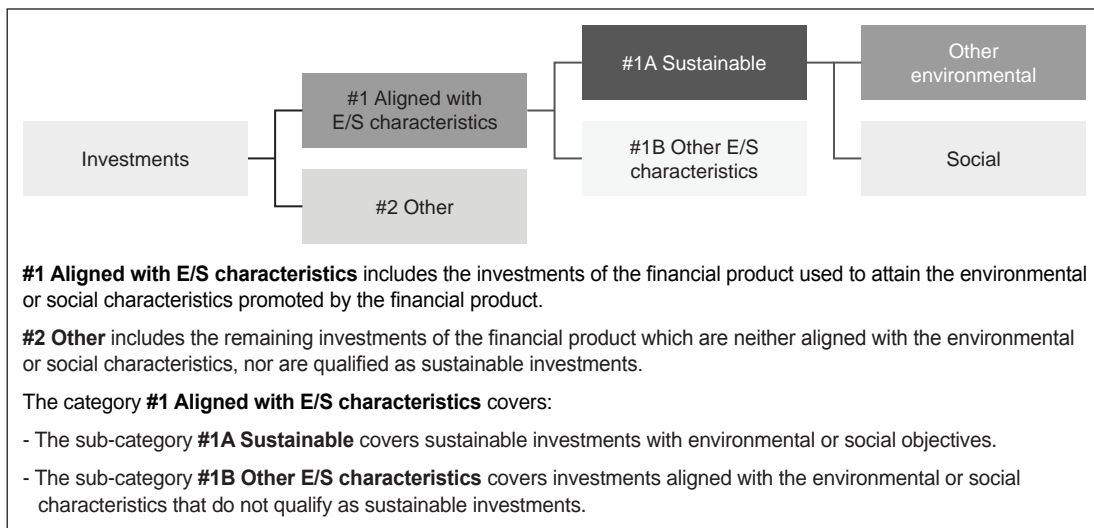 #1A Sustainable
Other
environmental
#1 Aligned with
E/S characteristics
Investments
#1B Other E/S
characteristics
Social
#2 Other
#1 Aligned with E/S characteristics includes the investments of the financial product used to attain the environmental
or social characteristics promoted by the financial product.
#2 Other includes the remaining investments of the financial product which are neither aligned with the environmental
or social characteristics, nor are qualified as sustainable investments.
The category #1 Aligned with E/S characteristics covers:
- The sub-category #1A Sustainable covers sustainable investments with environmental or social objectives.
- The sub-category #1B Other E/S characteristics covers investments aligned with the environmental or social
characteristics that do not qualify as sustainable investments.